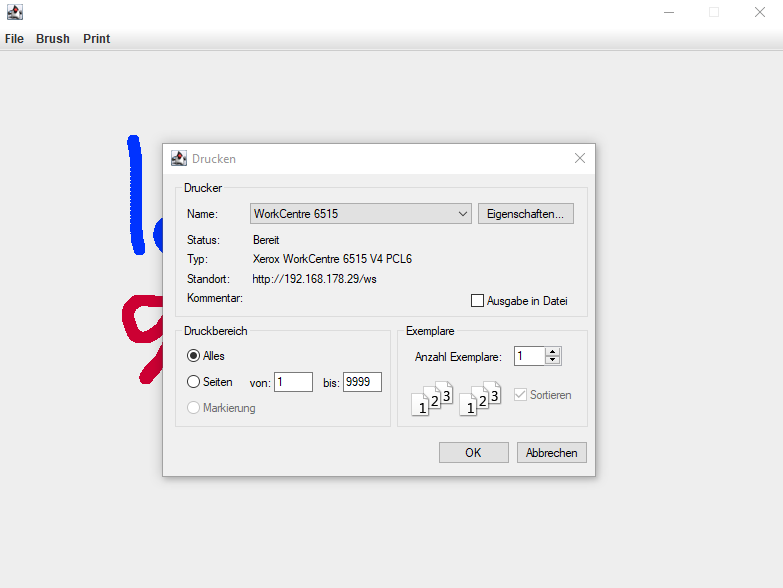 File Brush Print
Drucken
Drucker
Name: WorkCentre 6515 Eigenschaften...
Status: Bereit
Typ: Xerox WorkCentre 6515 V4 PCL6
Standort: http://192.168.178.29/ws
Kommentar: Ausgabe in Datei
Druckbereich
Alles
Seiten von: 1 bis: 9999
Markierung
Exemplare
Anzahl Exemplare: 1
1 2 3 1 2 3 Sortieren
OK Abbrechen